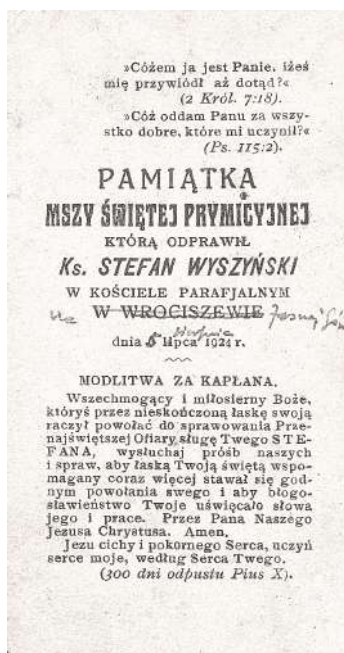 »Cóżem ja jest Panie, iżeś
mię przywiódł aż dotąd?«
(2 Król. 7:18).
»Cóż oddam Panu za wszy-
stko dobre, które mi uczynił?«
(Ps. 115:2).
PAMIĄTKA
MSZY ŚWIĘTEJ PRYMICYJNEJ
KTÓRĄ ODPRAWIŁ
Ks. STEFAN WYSZYŃSKI
W KOŚCIELE PARAFJALNYM
na W WROCISZEWIE Jasnej Górze
sierpnia
dnia 5 lipca 1924 r.
MODLITWA ZA KAPŁANA.
Wszechmogący i miłosierny Boże,
któryś przez nieskończoną łaskę swoją
raczył powołać do sprawowania Prze-
najświętszej Ofiary sługę Twego STE-
FANA, wysłuchaj próśb naszych
i spraw, aby łaską Twoją świętą wspo-
magany coraz więcej stawał się god-
nym powołania swego i aby błogo-
sławieństwo Twoje uświęcało słowa
jego i prace. Przez Pana Naszego
Jezusa Chrystusa. Amen.
Jezu cichy i pokornego Serca, uczyń
serce moje, według Serca Twego.
(300 dni odpustu Pius X).